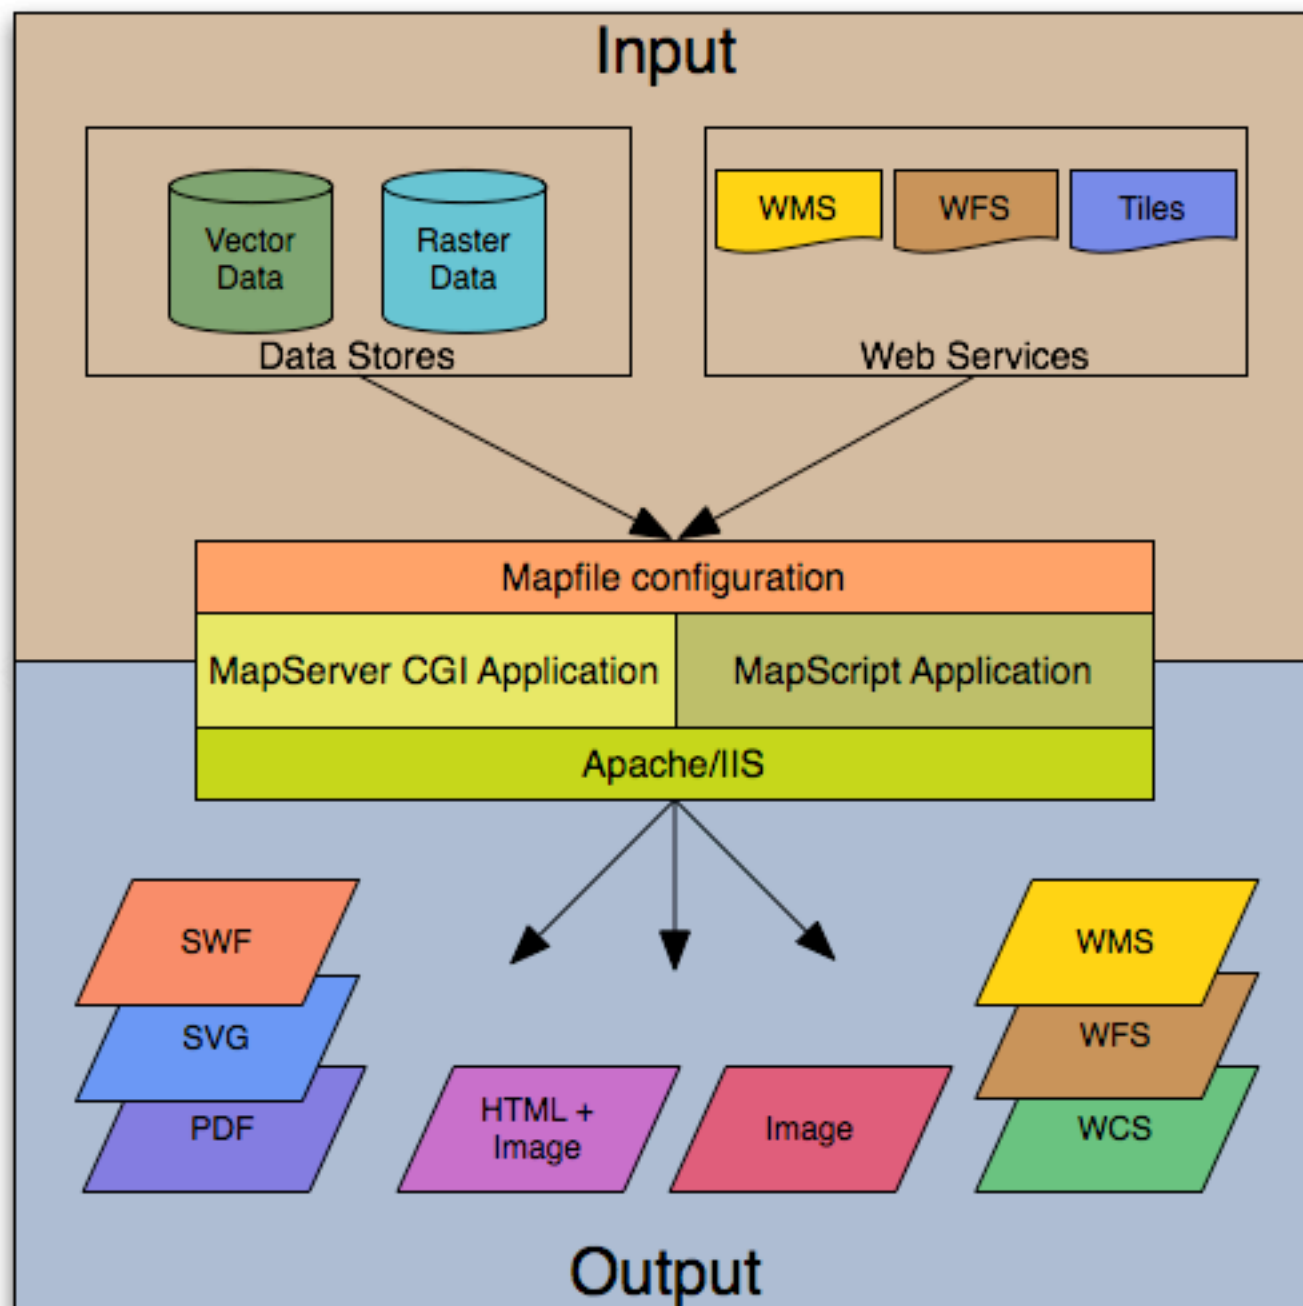 Input
Vector
Data
Raster
Data
Data Stores
WMS
WFS
Tiles
Web Services
Mapfile configuration
MapServer CGI Application
MapScript Application
Apache/IIS
SWF
SVG
PDF
HTML +
Image
Image
WMS
WFS
WCS
Output